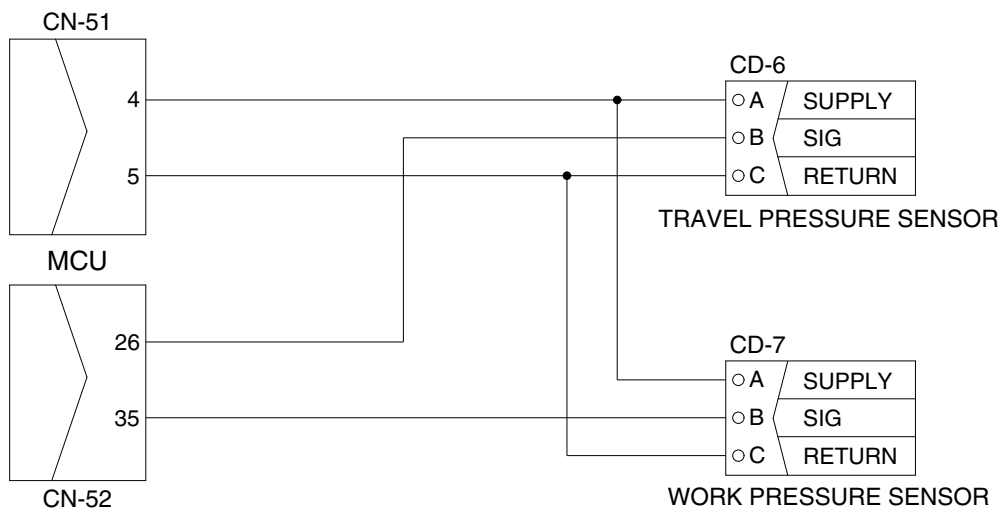 CN-51
4
5
MCU
26
35
CN-52
CD-6
A SUPPLY
B SIG
C RETURN
TRAVEL PRESSURE SENSOR
CD-7
A SUPPLY
B SIG
C RETURN
WORK PRESSURE SENSOR